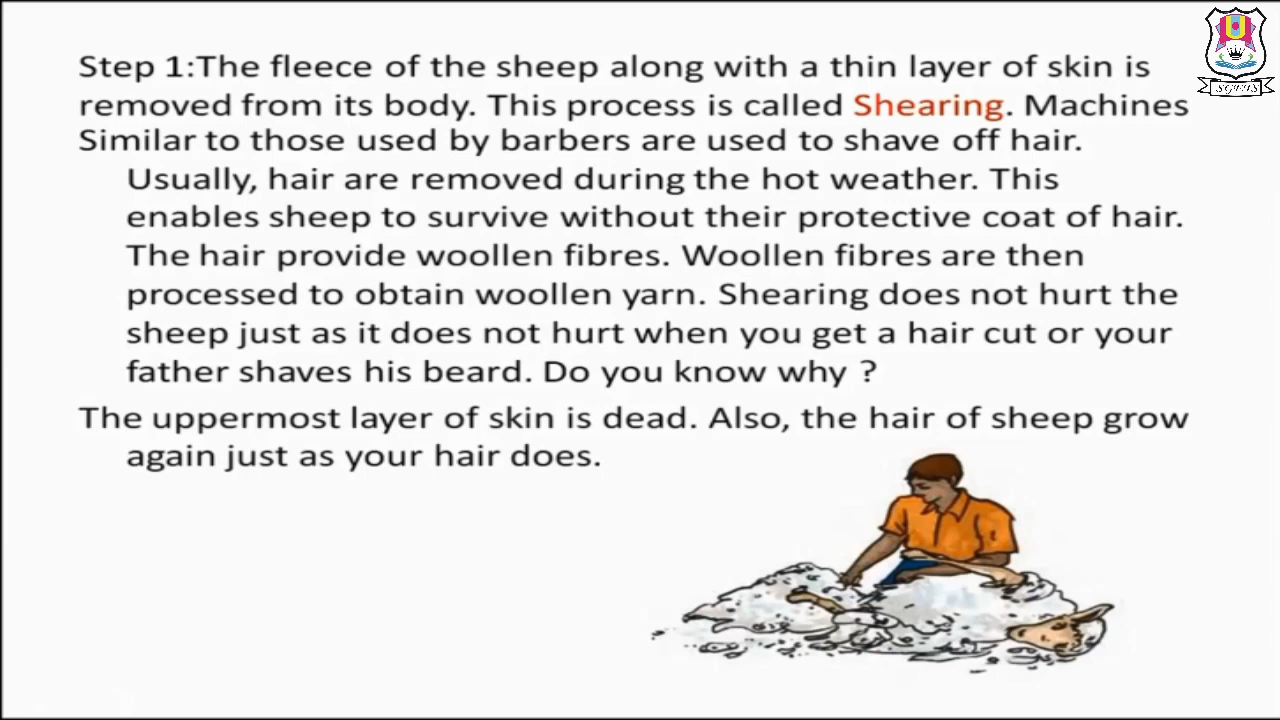 Step 1:The fleece of the sheep along with a thin layer of skin is
removed from its body. This process is called Shearing. Machines
Similar to those used by barbers are used to shave off hair.
Usually, hair are removed during the hot weather. This
enables sheep to survive without their protective coat of hair.
The hair provide woollen fibres. Woollen fibres are then
processed to obtain woollen yarn. Shearing does not hurt the
sheep just as it does not hurt when you get a hair cut or your
father shaves his beard. Do you know why ?
The uppermost layer of skin is dead. Also, the hair of sheep grow
again just as your hair does.